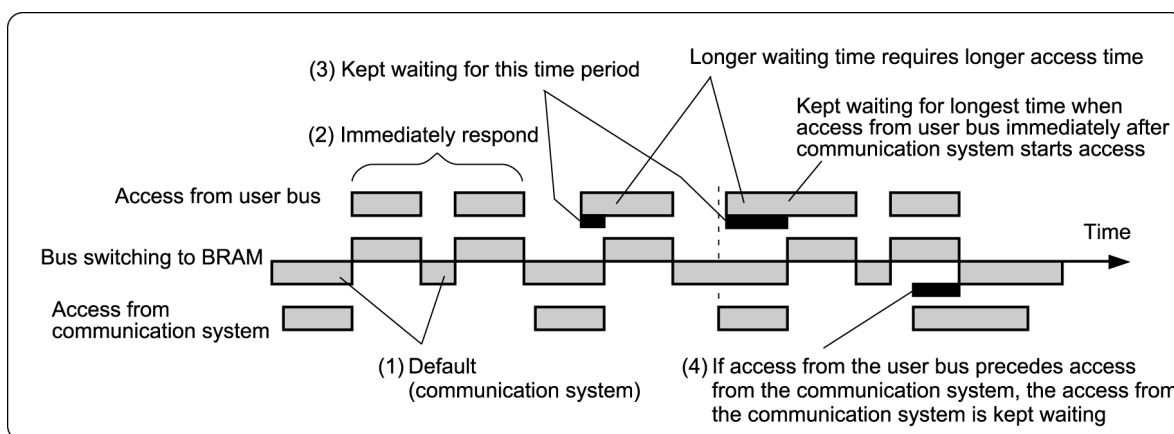 Longer waiting time requires longer access time
(3) Kept waiting for this time period
Kept waiting for longest time when
access from user bus immediately after
communication system starts access
(2) Immediately respond
Access from user bus
Time
Bus switching to BRAM
Access from
communication system
(1) Default
(communication system)
(4) If access from the user bus precedes access
from the communication system, the access from
the communication system is kept waiting